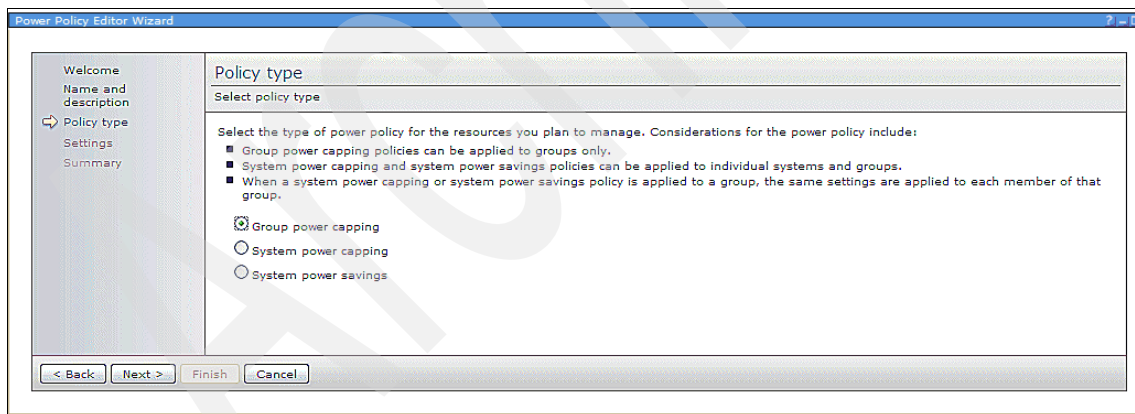 Power Policy Editor Wizard
Welcome
Name and
description
Policy type
Settings
Summary
Policy type
Select policy type
Select the type of power policy for the resources you plan to manage. Considerations for the power policy include:
Group power capping policies can be applied to groups only.
System power capping and system power savings policies can be applied to individual systems and groups.
When a system power capping or system power savings policy is applied to a group, the same settings are applied to each member of that
group.
Group power capping
System power capping
System power savings
< Back
Next >
Finish
Cancel